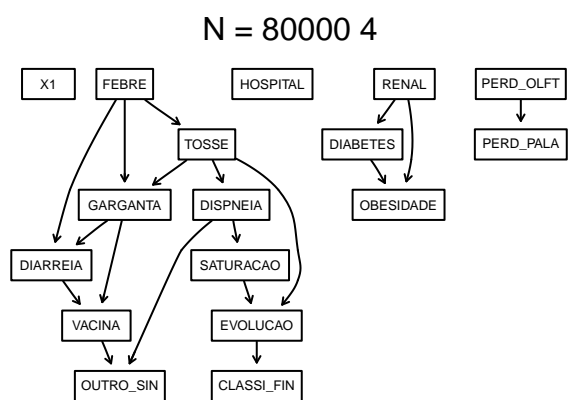 N = 80000 4
X1 FEBRE HOSPITAL RENAL PERD_OLFT
TOSSE DIABETES PERD_PALA
GARGANTA DISPNEIA OBESIDADE
DIARREIA SATURACAO
VACINA EVOLUCAO
OUTRO_SIN CLASSI_FIN